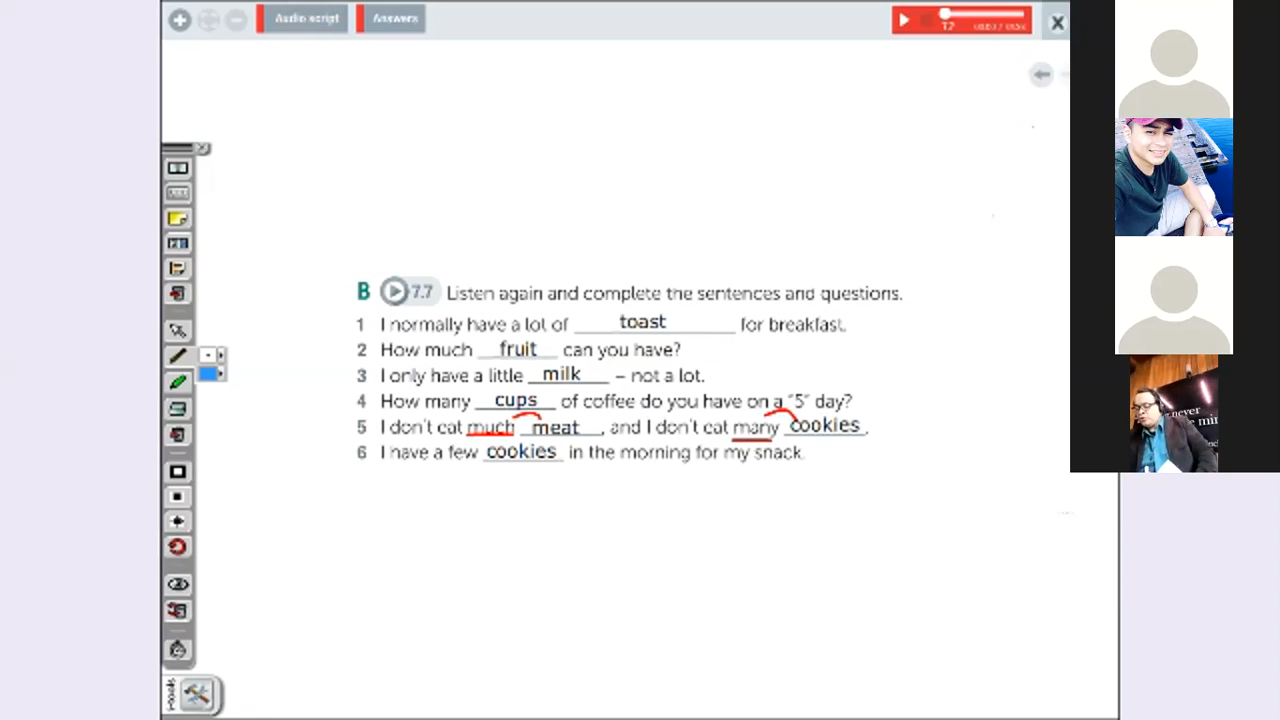 Audio script Answers
B 7.7 Listen again and complete the sentences and questions.
1 I normally have a lot of toast for breakfast.
2 How much fruit can you have?
3 I only have a little milk – not a lot.
4 How many cups of coffee do you have on a "5" day?
5 I don't eat much meat, and I don't eat many cookies.
6 I have a few cookies in the morning for my snack.
i-tools
never